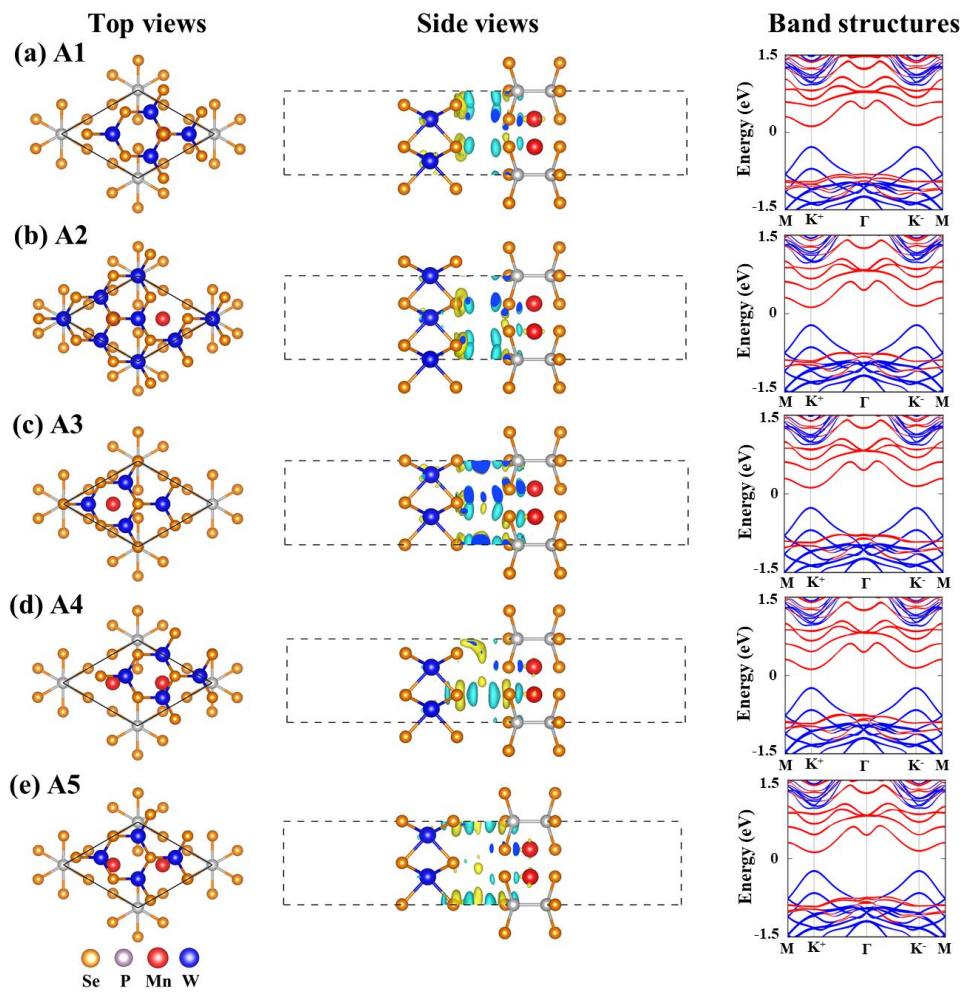 Top views Side views Band structures
(a) A1
1.5
Energy (eV)
0
-1.5
M K⁺ Γ K⁻ M
(b) A2
1.5
Energy (eV)
0
-1.5
M K⁺ Γ K⁻ M
(c) A3
1.5
Energy (eV)
0
-1.5
M K⁺ Γ K⁻ M
(d) A4
1.5
Energy (eV)
0
-1.5
M K⁺ Γ K⁻ M
(e) A5
1.5
Energy (eV)
0
-1.5
M K⁺ Γ K⁻ M
Se P Mn W